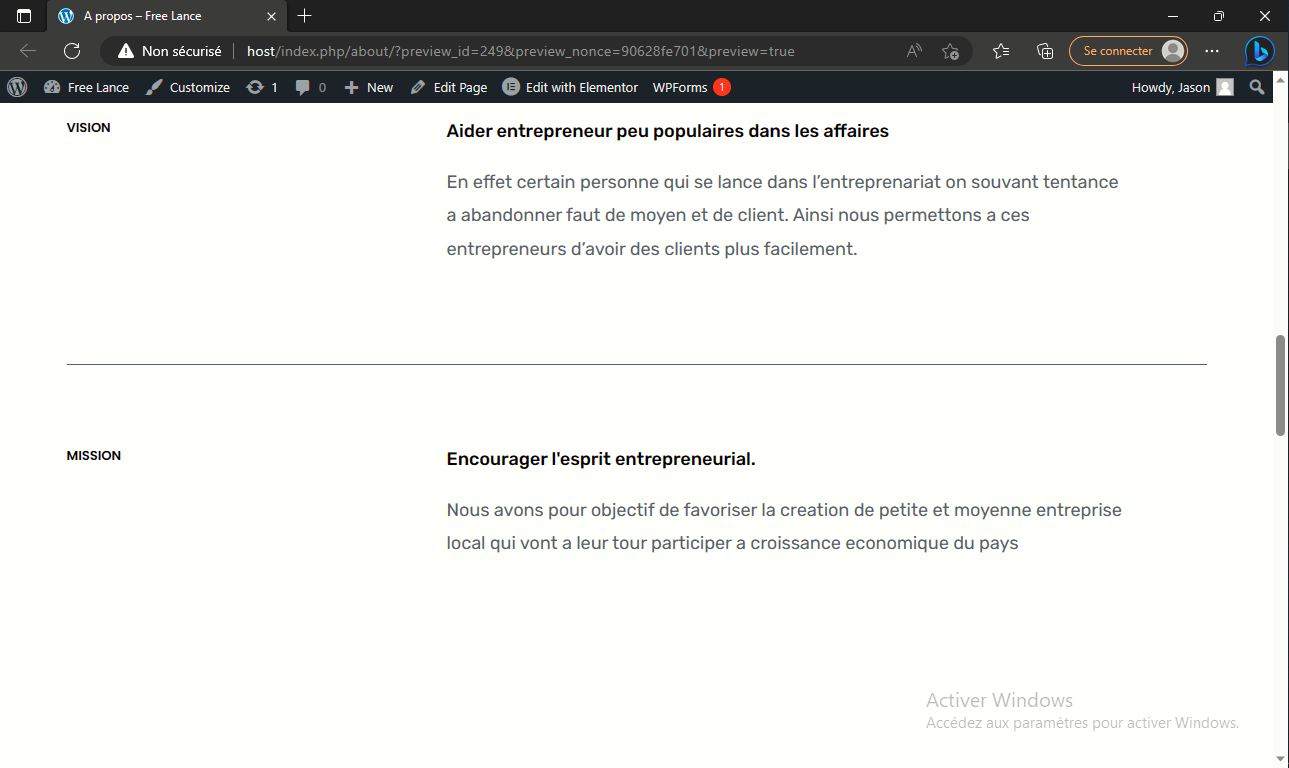 A propos – Free Lance
Non sécurisé host/index.php/about/?preview_id=249&preview_nonce=90628fe701&preview=true Se connecter
Free Lance Customize 1 0 New Edit Page Edit with Elementor WPForms 1 Howdy, Jason
VISION
Aider entrepreneur peu populaires dans les affaires
En effet certain personne qui se lance dans l’entreprenariat on souvant tentance
a abandonner faut de moyen et de client. Ainsi nous permettons a ces
entrepreneurs d’avoir des clients plus facilement.
MISSION
Encourager l'esprit entrepreneurial.
Nous avons pour objectif de favoriser la creation de petite et moyenne entreprise
local qui vont a leur tour participer a croissance economique du pays
Activer Windows
Accédez aux paramètres pour activer Windows.